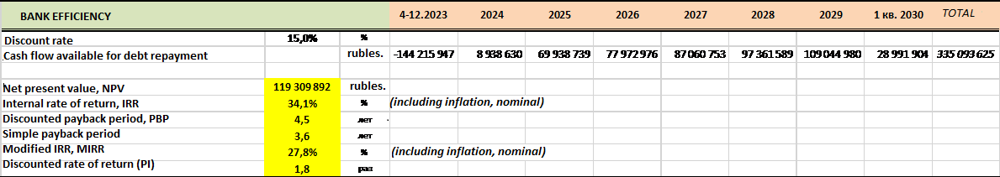 BANK EFFICIENCY 4-12.2023 2024 2025 2026 2027 2028 2029 1 кв. 2030 TOTAL
Discount rate 15,0% %
Cash flow available for debt repayment rubles. -144 215 947 8 938 630 69 938 739 77 972 976 87 060 753 97 361 589 109 044 980 28 991 904 335 093 625
Net present value, NPV 119 309 892 rubles.
Internal rate of return, IRR 34,1% % (including inflation, nominal)
Discounted payback period, PBP 4,5 лет
Simple payback period 3,6 лет
Modified IRR, MIRR 27,8% % (including inflation, nominal)
Discounted rate of return (PI) 1,8 раз